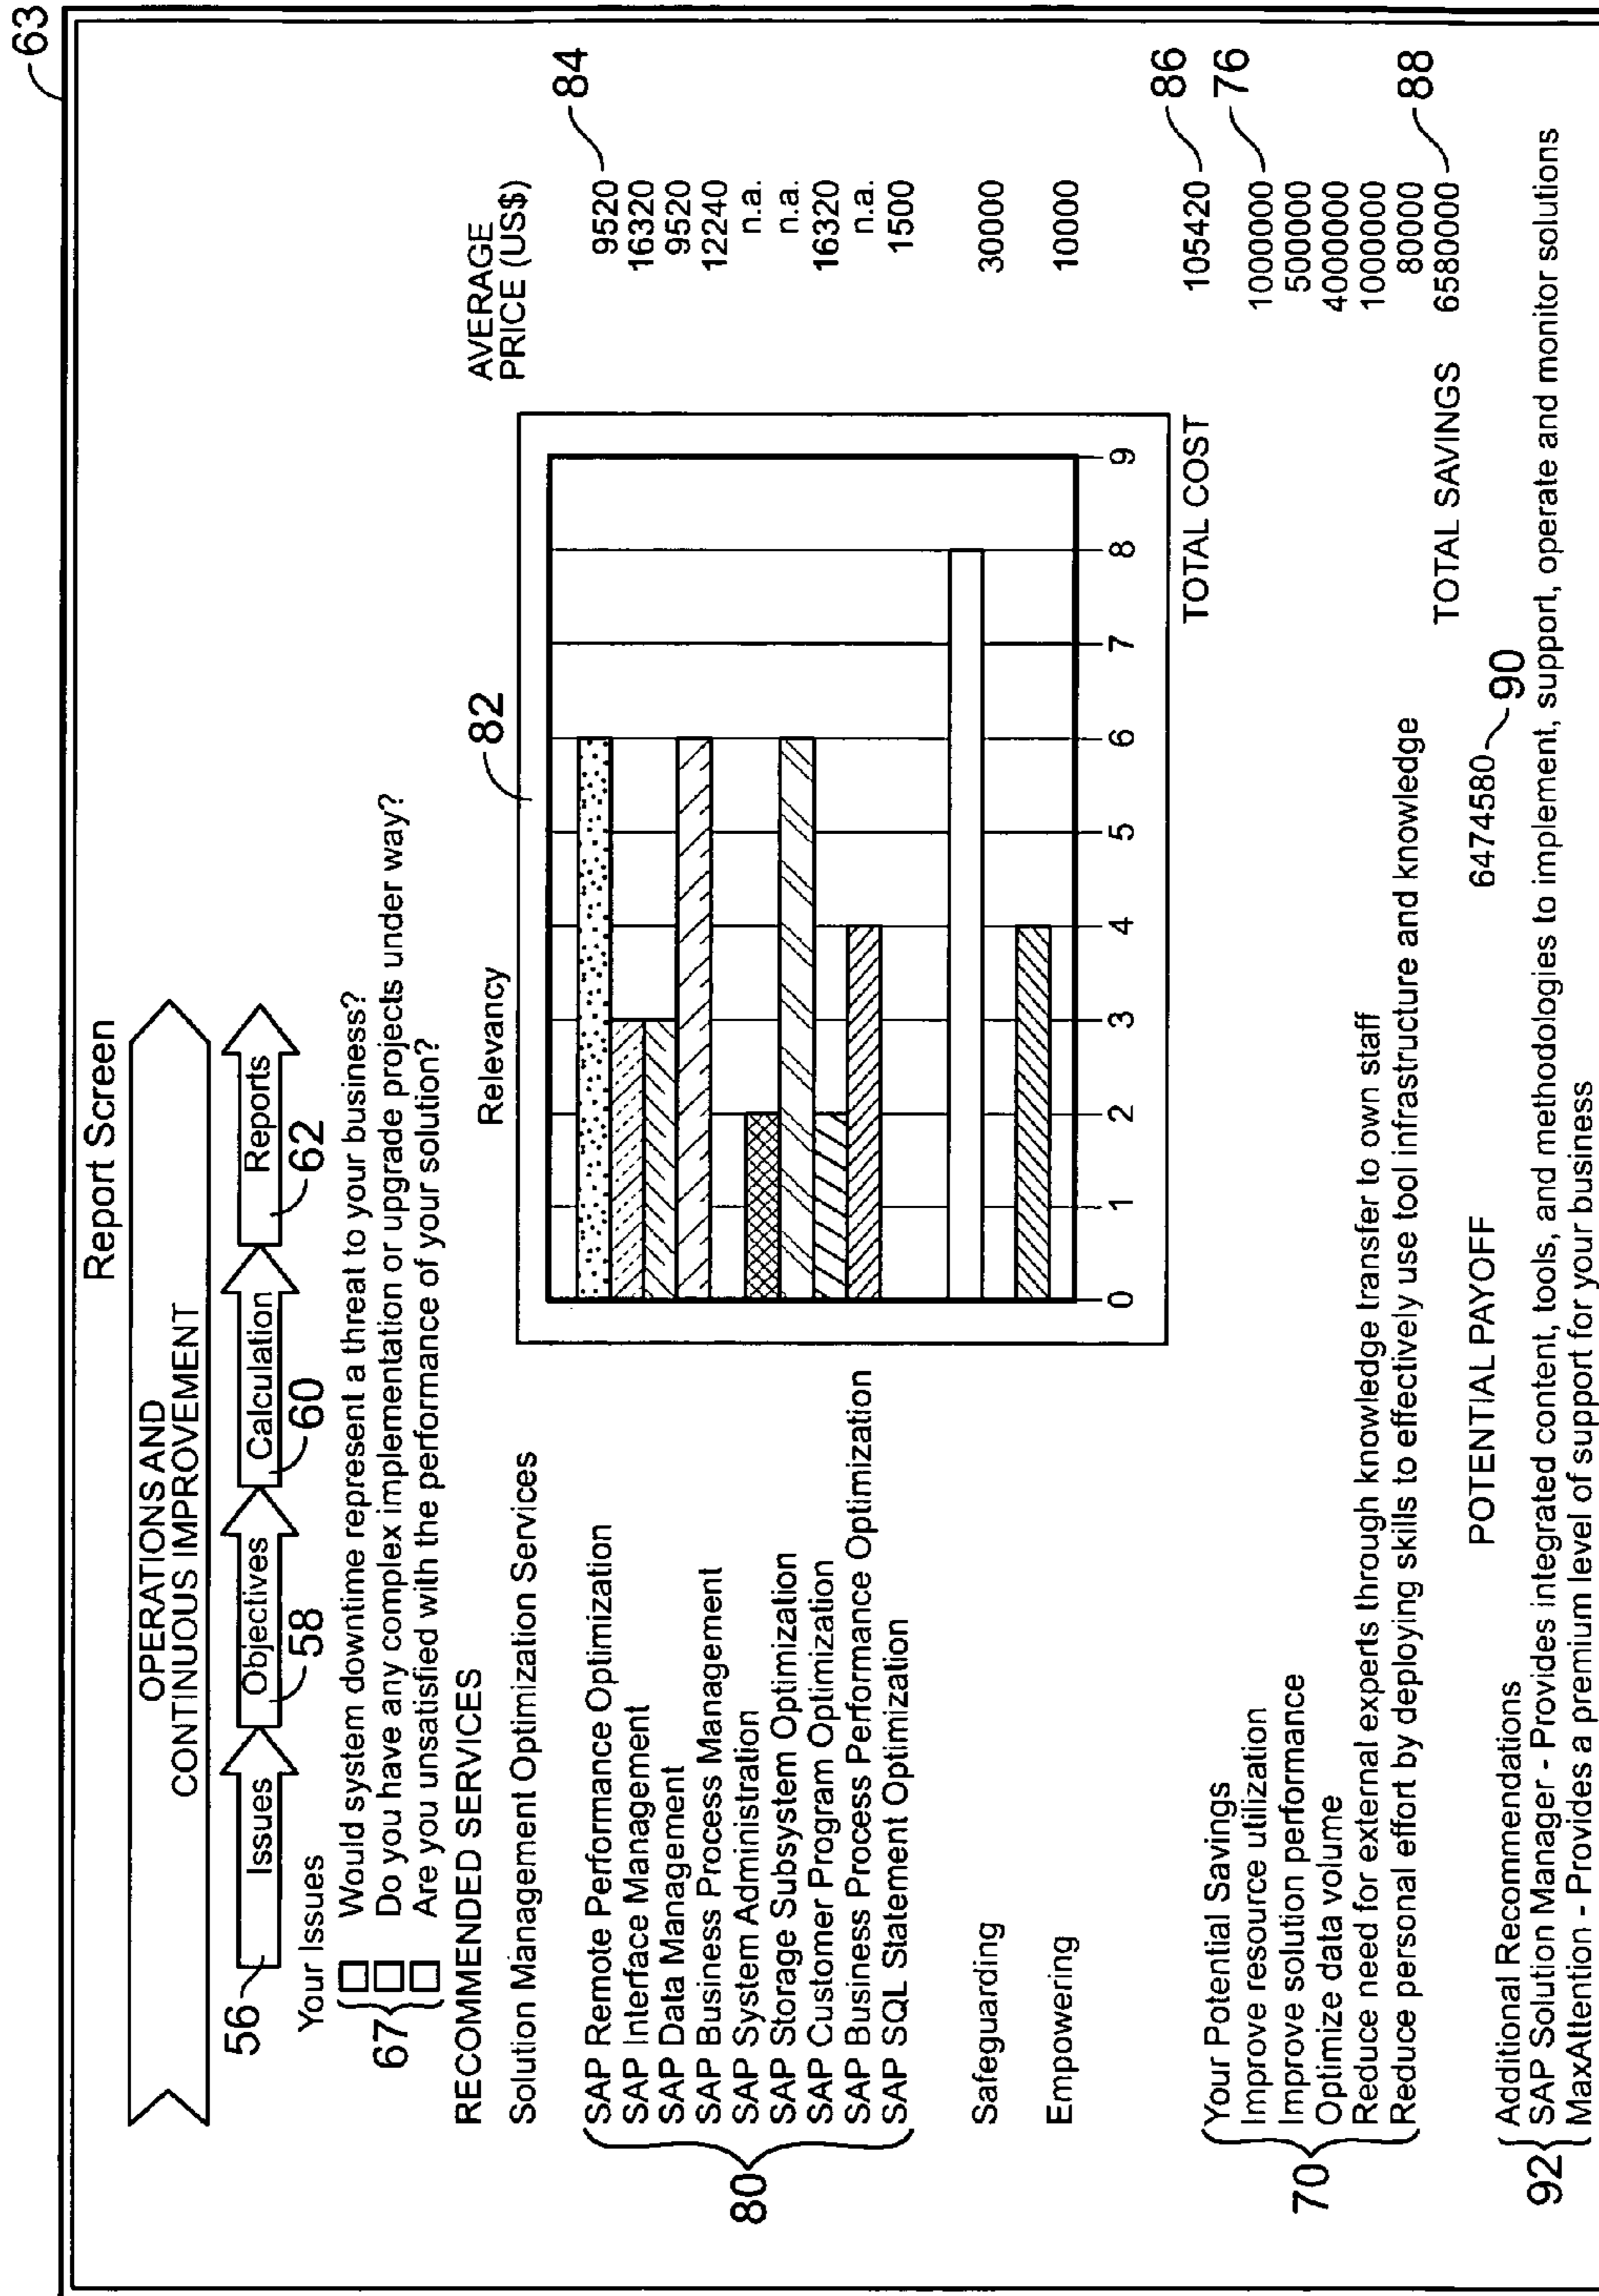 63
Report Screen
OPERATIONS AND
CONTINUOUS IMPROVEMENT
Issues
Objectives
Calculation
Reports
56
58
60
62
Your Issues
67
Would system downtime represent a threat to your business?
Do you have any complex implementation or upgrade projects under way?
Are you unsatisfied with the performance of your solution?
RECOMMENDED SERVICES
Relevancy
82
AVERAGE
PRICE (US$)
Solution Management Optimization Services
80
SAP Remote Performance Optimization 9520 84
SAP Interface Management 16320
SAP Data Management 9520
SAP Business Process Management 12240
SAP System Administration n.a.
SAP Storage Subsystem Optimization n.a.
SAP Customer Program Optimization 16320
SAP Business Process Performance Optimization n.a.
SAP SQL Statement Optimization 1500
Safeguarding 30000
Empowering 10000
0 1 2 3 4 5 6 7 8 9
TOTAL COST 105420 86
70
Your Potential Savings
Improve resource utilization 1000000 76
Improve solution performance 500000
Optimize data volume 4000000
Reduce need for external experts through knowledge transfer to own staff 1000000
Reduce personal effort by deploying skills to effectively use tool infrastructure and knowledge 80000
TOTAL SAVINGS 6580000 88
POTENTIAL PAYOFF 6474580 90
92
Additional Recommendations
SAP Solution Manager - Provides integrated content, tools, and methodologies to implement, support, operate and monitor solutions
MaxAttention - Provides a premium level of support for your business